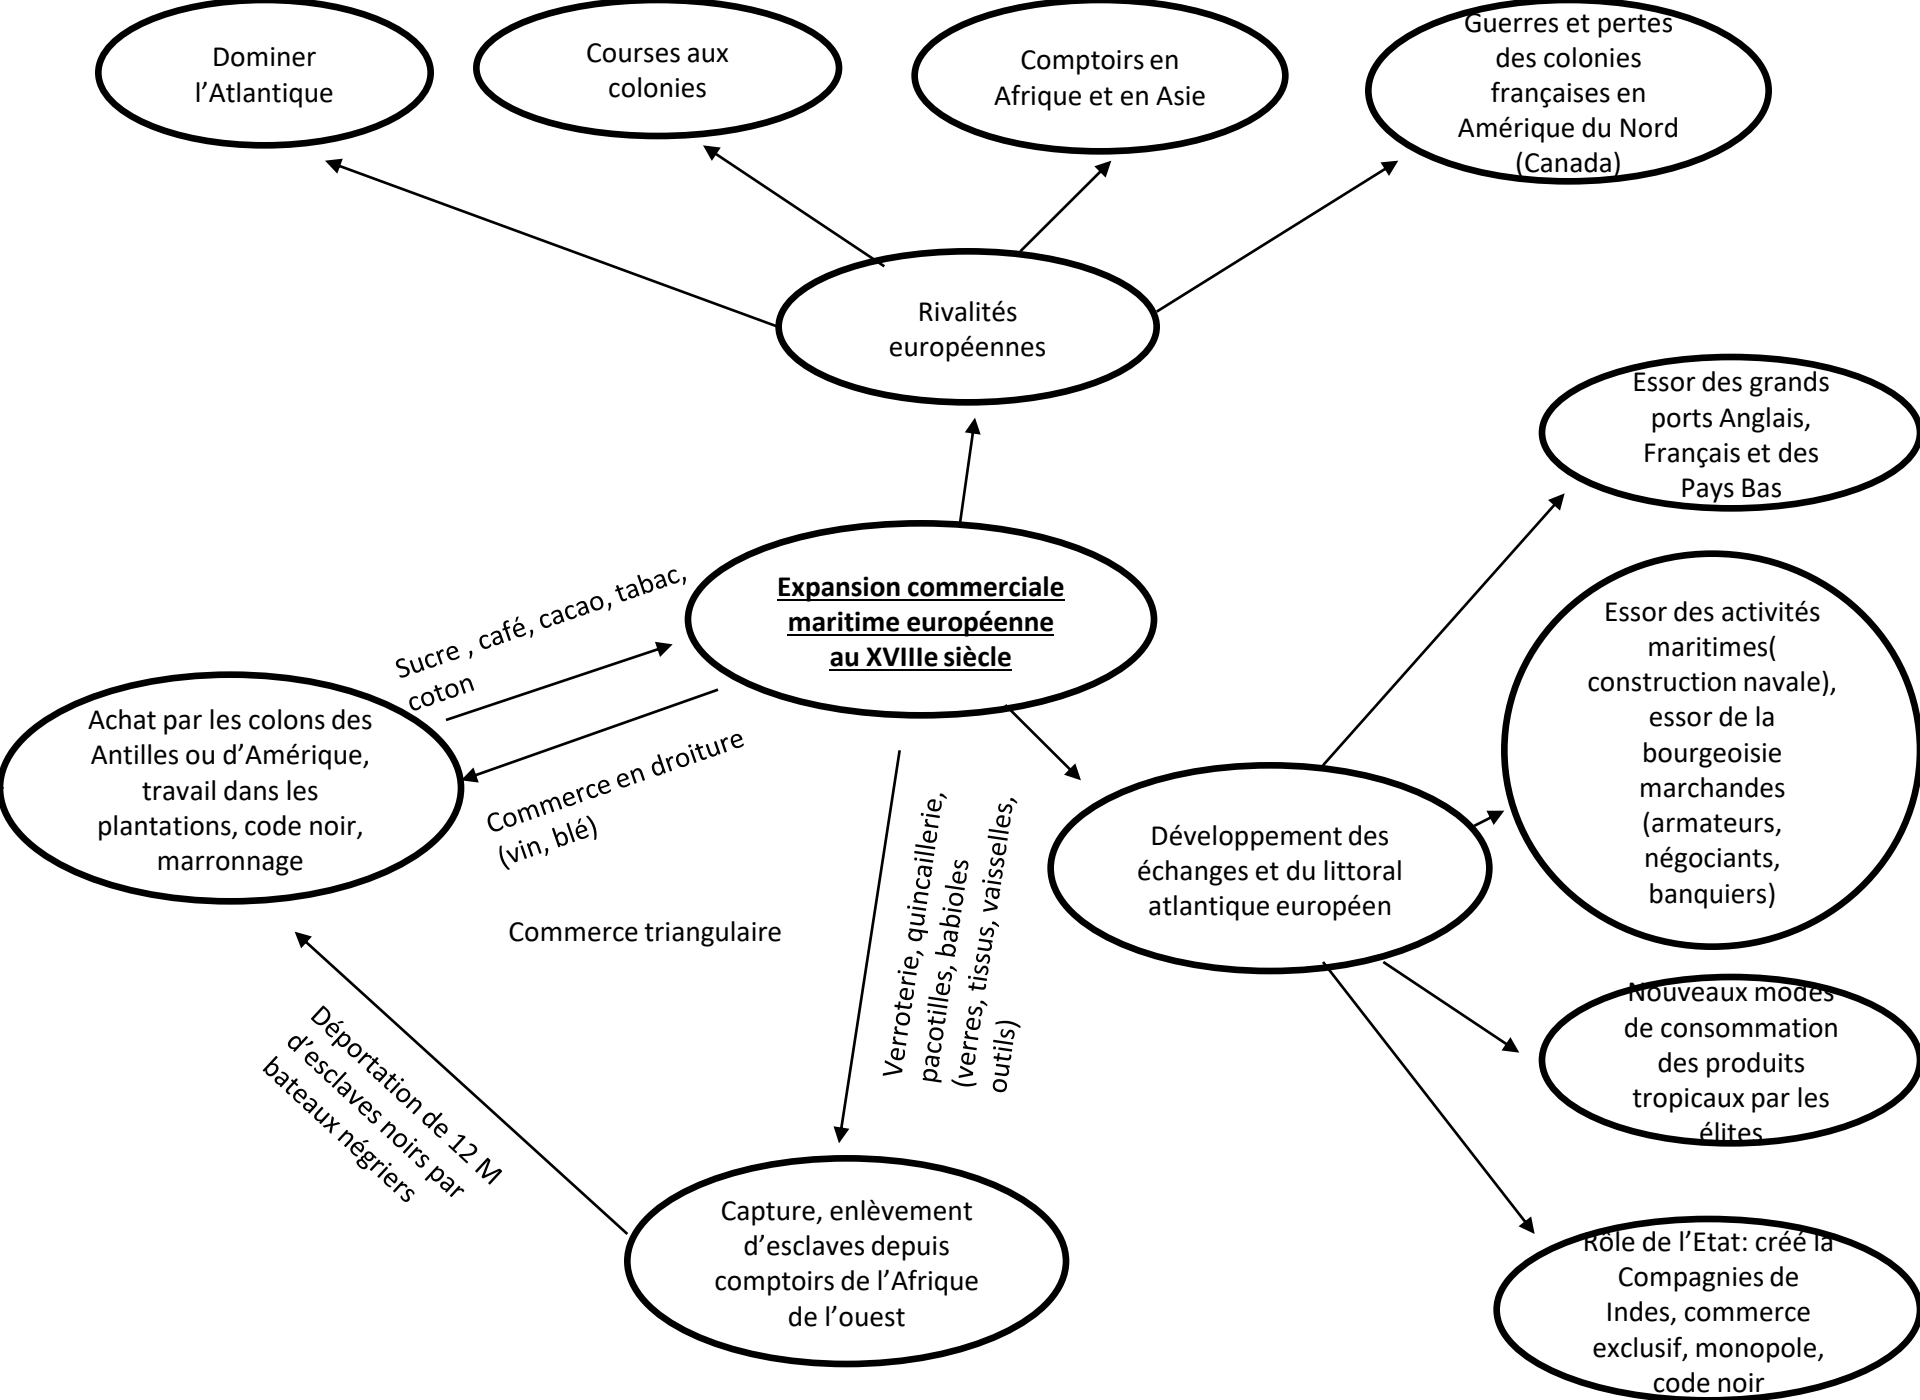 Dominer
l’Atlantique
Courses aux
colonies
Comptoirs en
Afrique et en Asie
Guerres et pertes
des colonies
françaises en
Amérique du Nord
(Canada)
Rivalités
européennes
Essor des grands
ports Anglais,
Français et des
Pays Bas
Expansion commerciale
maritime européenne
au XVIIIe siècle
Essor des activités
maritimes(
construction navale),
essor de la
bourgeoisie
marchandes
(armateurs,
négociants,
banquiers)
Sucre , café, cacao, tabac,
coton
Achat par les colons des
Antilles ou d’Amérique,
travail dans les
plantations, code noir,
marronnage
Commerce en droiture
(vin, blé)
Commerce triangulaire
Verroterie, quincaillerie,
pacotilles, babioles
(verres, tissus, vaisselles,
outils)
Développement des
échanges et du littoral
atlantique européen
Nouveaux modes
de consommation
des produits
tropicaux par les
élites
Déportation de 12 M
d’esclaves noirs par
bateaux négriers
Capture, enlèvement
d’esclaves depuis
comptoirs de l’Afrique
de l’ouest
Rôle de l’Etat: créé la
Compagnies de
Indes, commerce
exclusif, monopole,
code noir